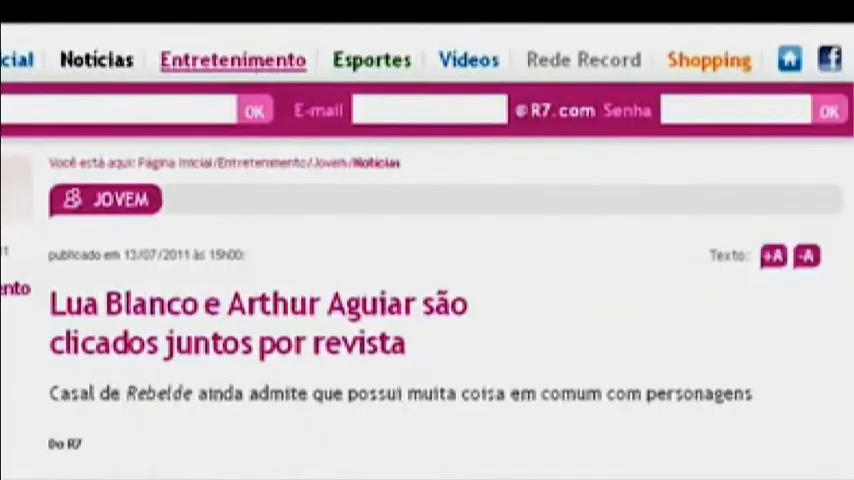 cial Notícias Entretenimento Esportes Vídeos Rede Record Shopping
OK E-mail @R7.com Senha OK
Você está aqui: Página Inicial/Entretenimento/Jovem/Notícias
JOVEM
publicado em 13/07/2011 às 15h00: Texto: +A -A
ento
Lua Blanco e Arthur Aguiar são
clicados juntos por revista
Casal de Rebelde ainda admite que possui muita coisa em comum com personagens
Do R7